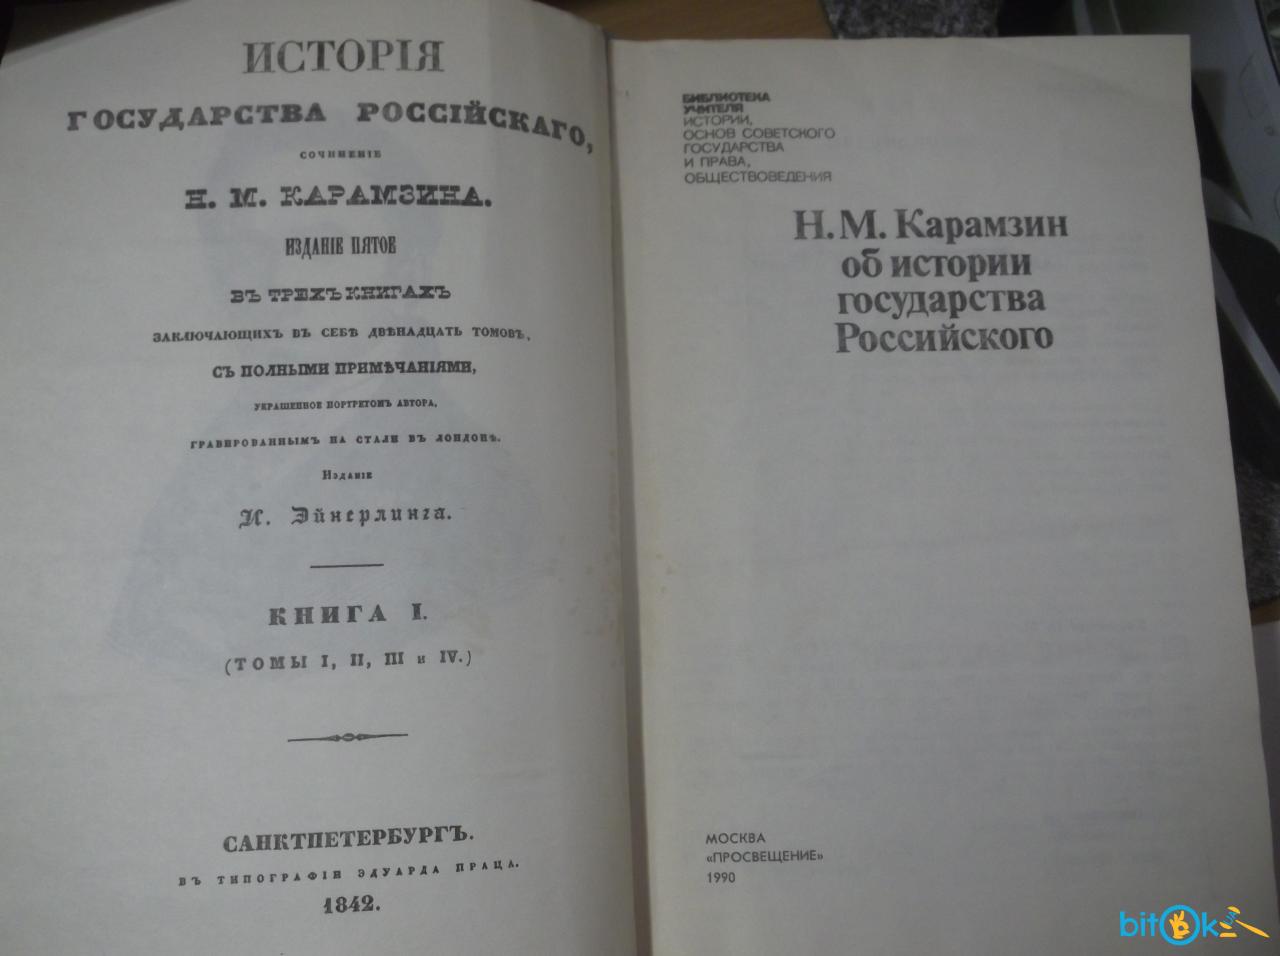 ИСТОРІЯ
ГОСУДАРСТВА РОССІЙСКАГО,
СОЧИНЕНІЕ
Н. М. КАРАМЗИНА.
ИЗДАНІЕ ПЯТОЕ
ВЪ ТРЕХЪ КНИГАХЪ
ЗАКЛЮЧАЮЩИХЪ ВЪ СЕБѢ ДВѢНАДЦАТЬ ТОМОВЪ,
СЪ ПОЛНЫМИ ПРИМѢЧАНІЯМИ,
УКРАШЕННОЕ ПОРТРЕТОМЪ АВТОРА,
ГРАВИРОВАННЫМЪ НА СТАЛИ ВЪ ЛОНДОНѢ.
Изданіе
И. Эйнерлинга.
КНИГА I.
(ТОМЫ I, II, III и IV.)
САНКТПЕТЕРБУРГЪ.
ВЪ ТИПОГРАФІИ ЭДУАРДА ПРАЦА.
1842.
БИБЛИОТЕКА
УЧИТЕЛЯ
ИСТОРИИ,
ОСНОВ СОВЕТСКОГО
ГОСУДАРСТВА
И ПРАВА,
ОБЩЕСТВОВЕДЕНИЯ
Н. М. Карамзин
об истории
государства
Российского
МОСКВА
«ПРОСВЕЩЕНИЕ»
1990
bitOk